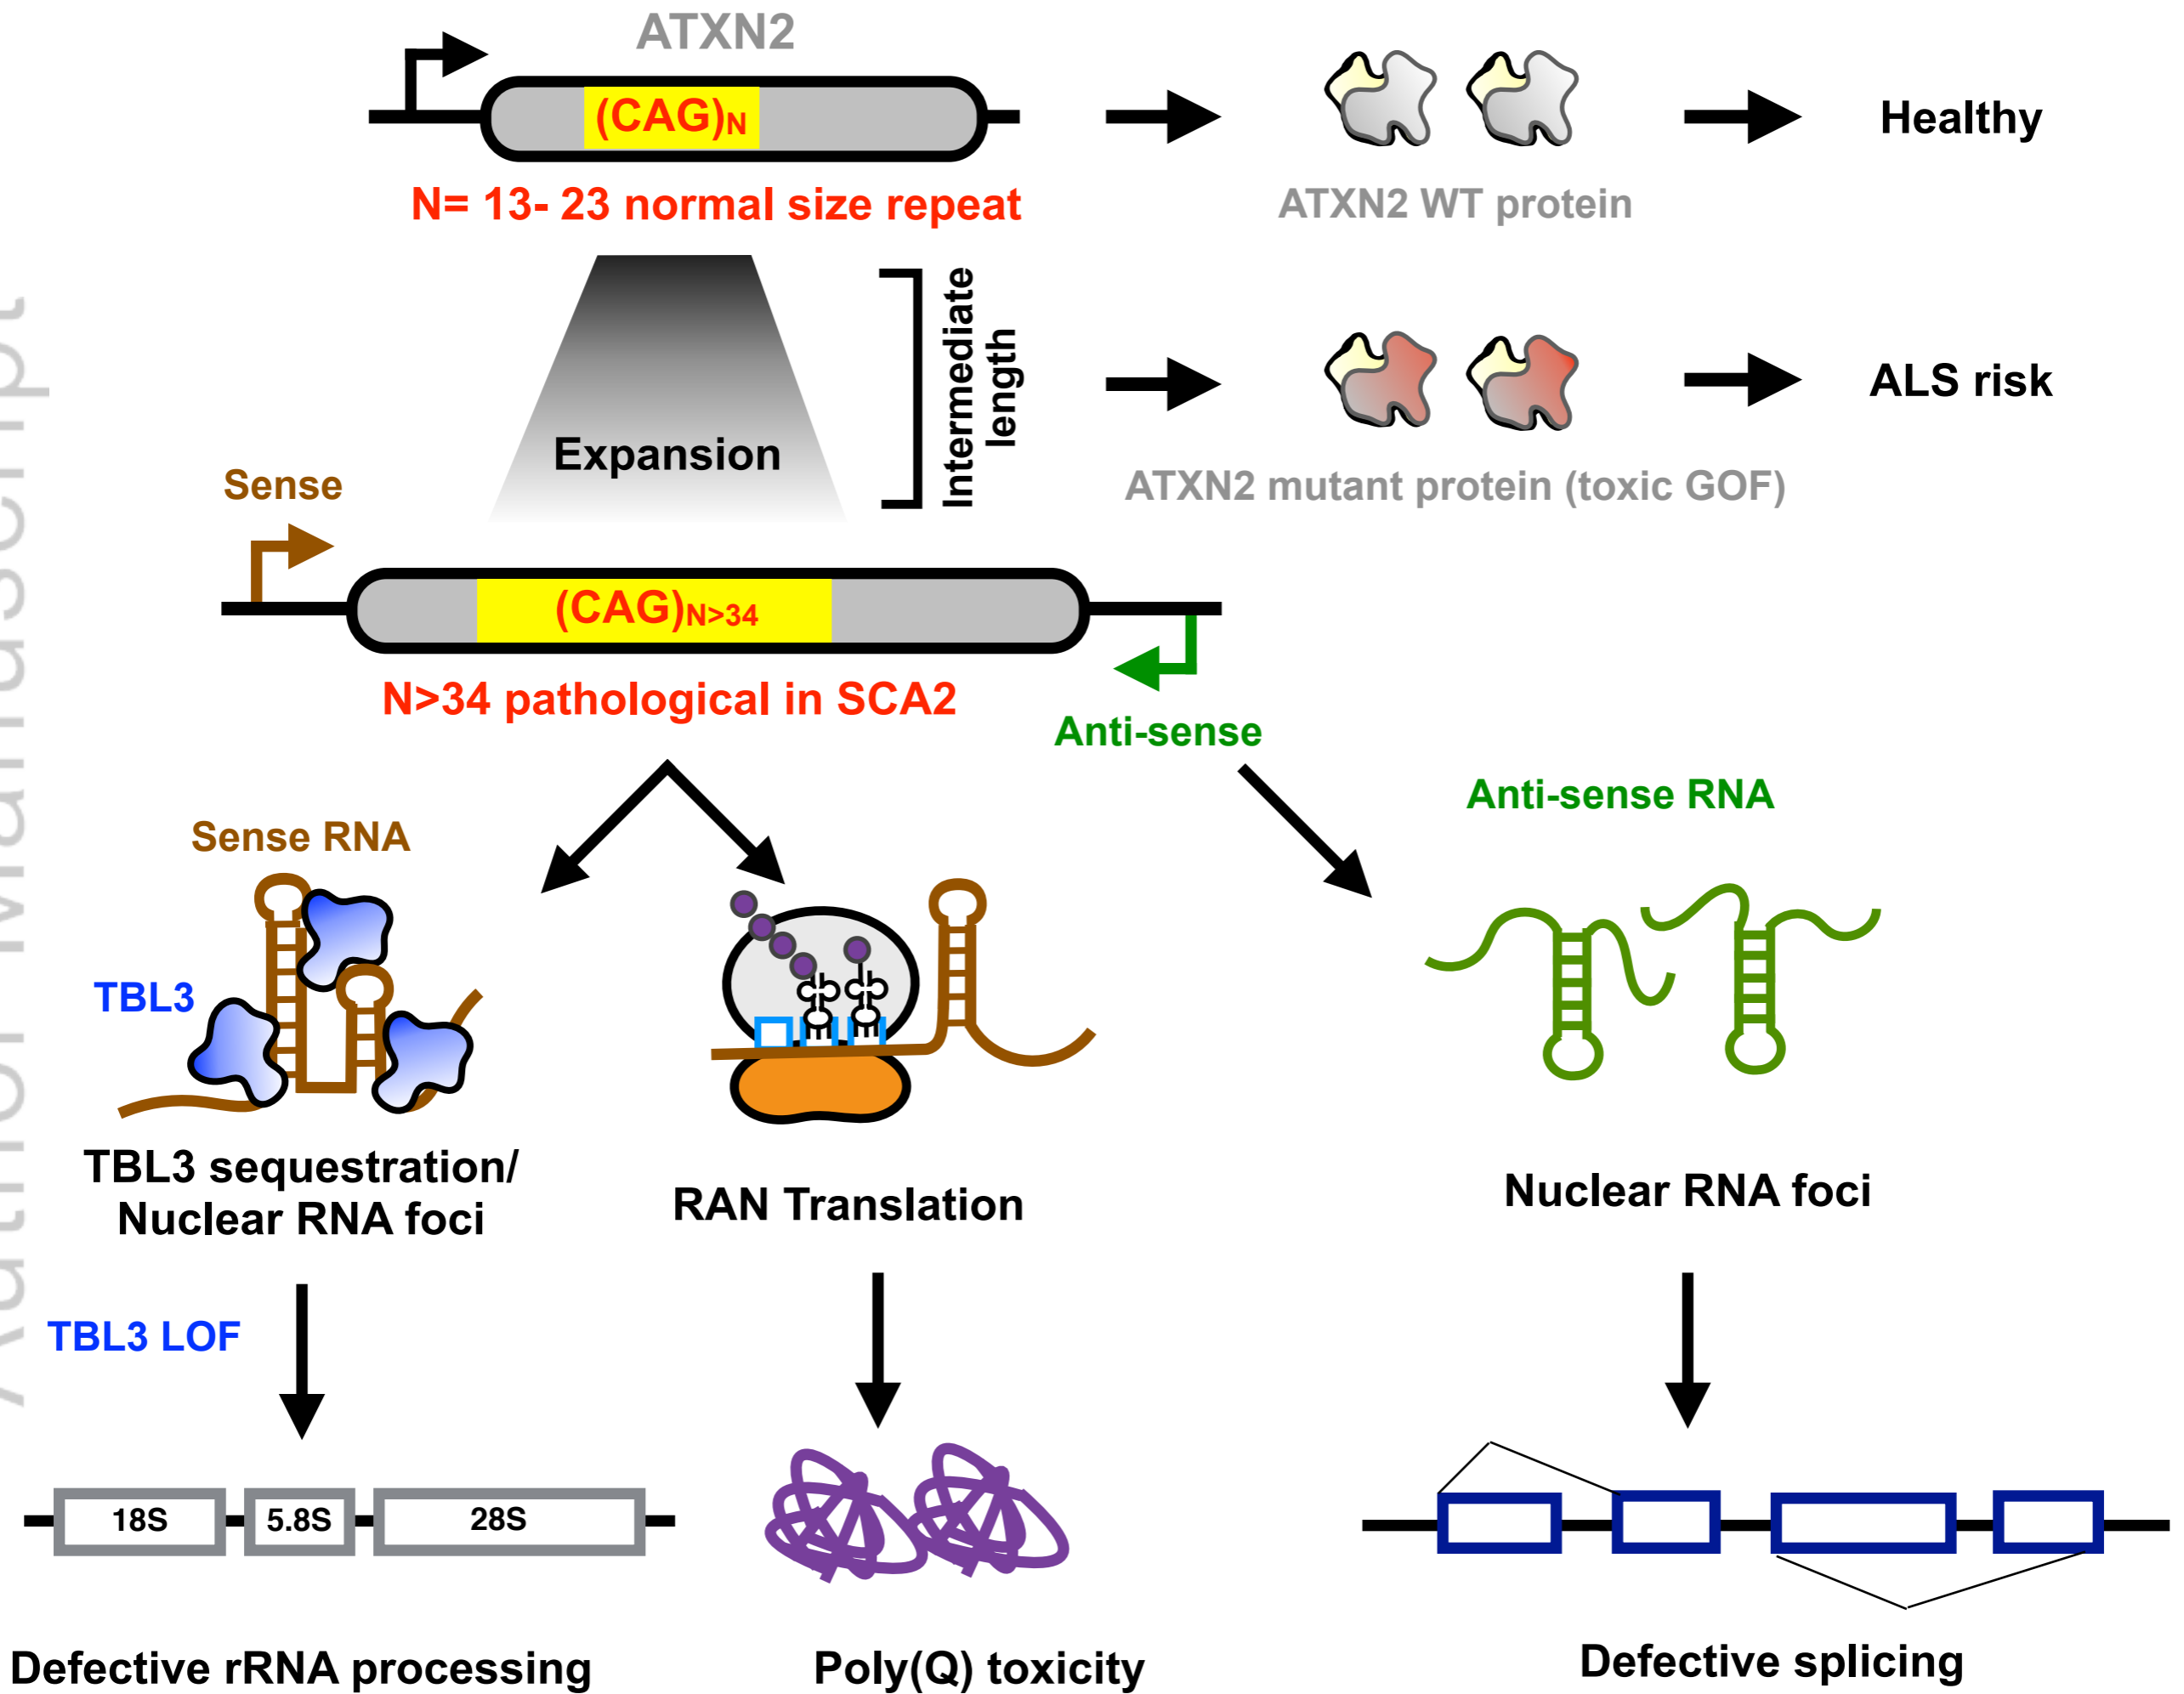 ATXN2
(CAG)N
N= 13- 23 normal size repeat
ATXN2 WT protein
Healthy
Intermediate
length
Expansion
ATXN2 mutant protein (toxic GOF)
ALS risk
Sense
(CAG)N>34
N>34 pathological in SCA2
Anti-sense
Sense RNA
TBL3
TBL3 sequestration/
Nuclear RNA foci
RAN Translation
Anti-sense RNA
Nuclear RNA foci
TBL3 LOF
18S
5.8S
28S
Defective rRNA processing
Poly(Q) toxicity
Defective splicing
Author Manuscript